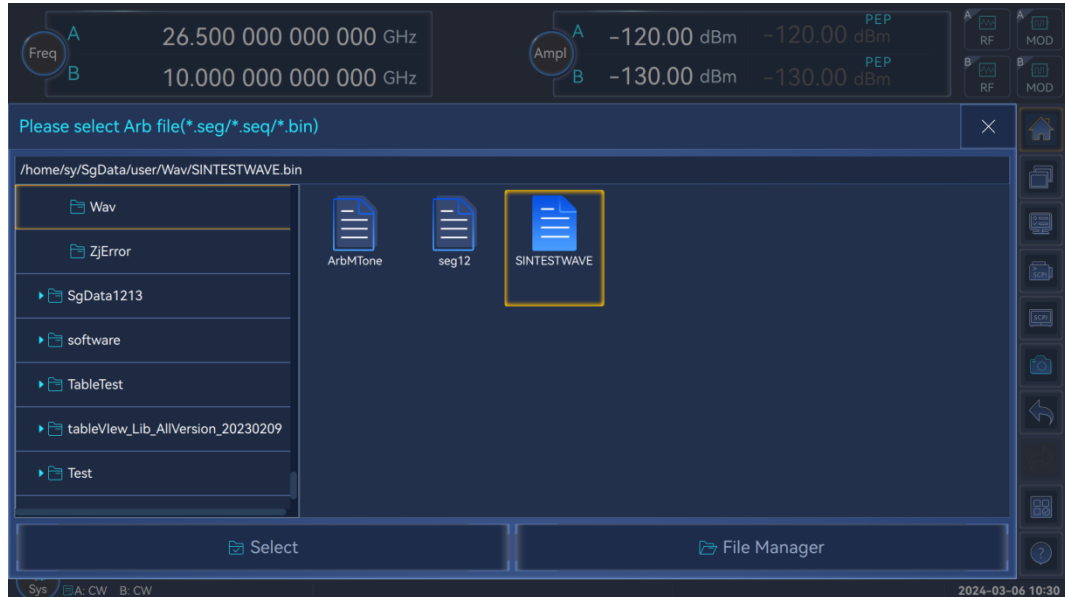 Freq A 26.500 000 000 000 GHz Ampl A -120.00 dBm PEP -120.00 dBm A RF A MOD
B 10.000 000 000 000 GHz B -130.00 dBm PEP -130.00 dBm B RF B MOD
Please select Arb file(*.seg/*.seq/*.bin)
/home/sy/SgData/user/Wav/SINTESTWAVE.bin
Wav
ZjError
SgData1213
software
TableTest
tableVIew_Lib_AllVersion_20230209
Test
ArbMTone seg12 SINTESTWAVE
SCPI
SCPI
Select File Manager
Sys A: CW B: CW 2024-03-06 10:30